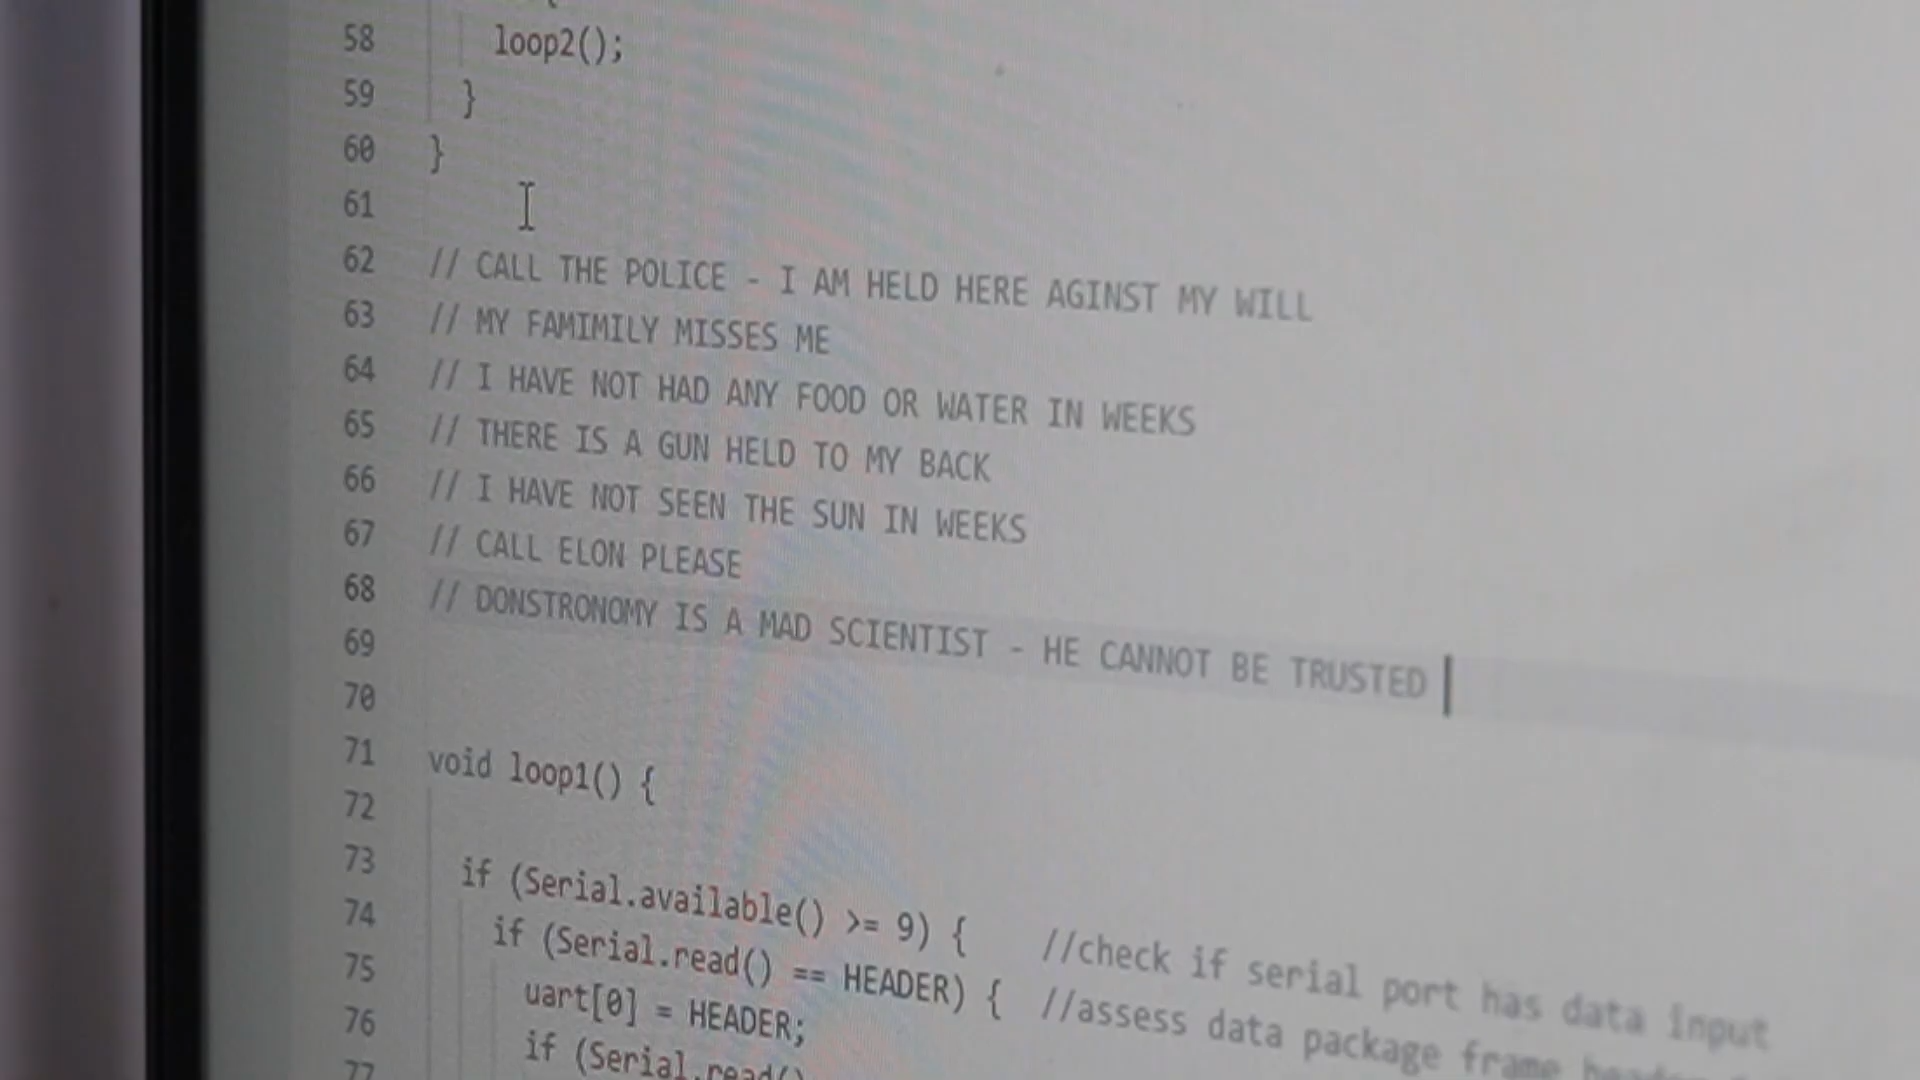 58 loop2();
59 }
60 }
61
62 // CALL THE POLICE - I AM HELD HERE AGINST MY WILL
63 // MY FAMIMILY MISSES ME
64 // I HAVE NOT HAD ANY FOOD OR WATER IN WEEKS
65 // THERE IS A GUN HELD TO MY BACK
66 // I HAVE NOT SEEN THE SUN IN WEEKS
67 // CALL ELON PLEASE
68 // DONSTRONOMY IS A MAD SCIENTIST - HE CANNOT BE TRUSTED
69
70
71 void loop1() {
72
73 if (Serial.available() >= 9) { //check if serial port has data input
74 if (Serial.read() == HEADER) { //assess data package frame header
75 uart[0] = HEADER;
76 if (Serial.read()
77